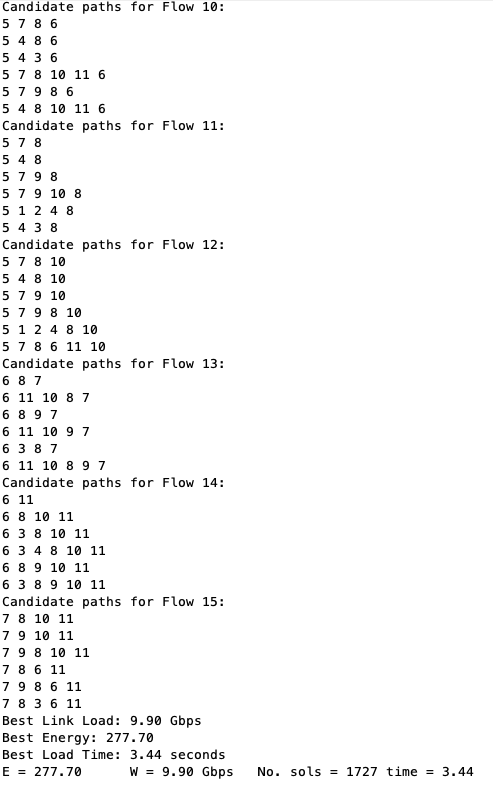 Candidate paths for Flow 10:
5 7 8 6
5 4 8 6
5 4 3 6
5 7 8 10 11 6
5 7 9 8 6
5 4 8 10 11 6
Candidate paths for Flow 11:
5 7 8
5 4 8
5 7 9 8
5 7 9 10 8
5 1 2 4 8
5 4 3 8
Candidate paths for Flow 12:
5 7 8 10
5 4 8 10
5 7 9 10
5 7 9 8 10
5 1 2 4 8 10
5 7 8 6 11 10
Candidate paths for Flow 13:
6 8 7
6 11 10 8 7
6 8 9 7
6 11 10 9 7
6 3 8 7
6 11 10 8 9 7
Candidate paths for Flow 14:
6 11
6 8 10 11
6 3 8 10 11
6 3 4 8 10 11
6 8 9 10 11
6 3 8 9 10 11
Candidate paths for Flow 15:
7 8 10 11
7 9 10 11
7 9 8 10 11
7 8 6 11
7 9 8 6 11
7 8 3 6 11
Best Link Load: 9.90 Gbps
Best Energy: 277.70
Best Load Time: 3.44 seconds
E = 277.70      W = 9.90 Gbps   No. sols = 1727 time = 3.44